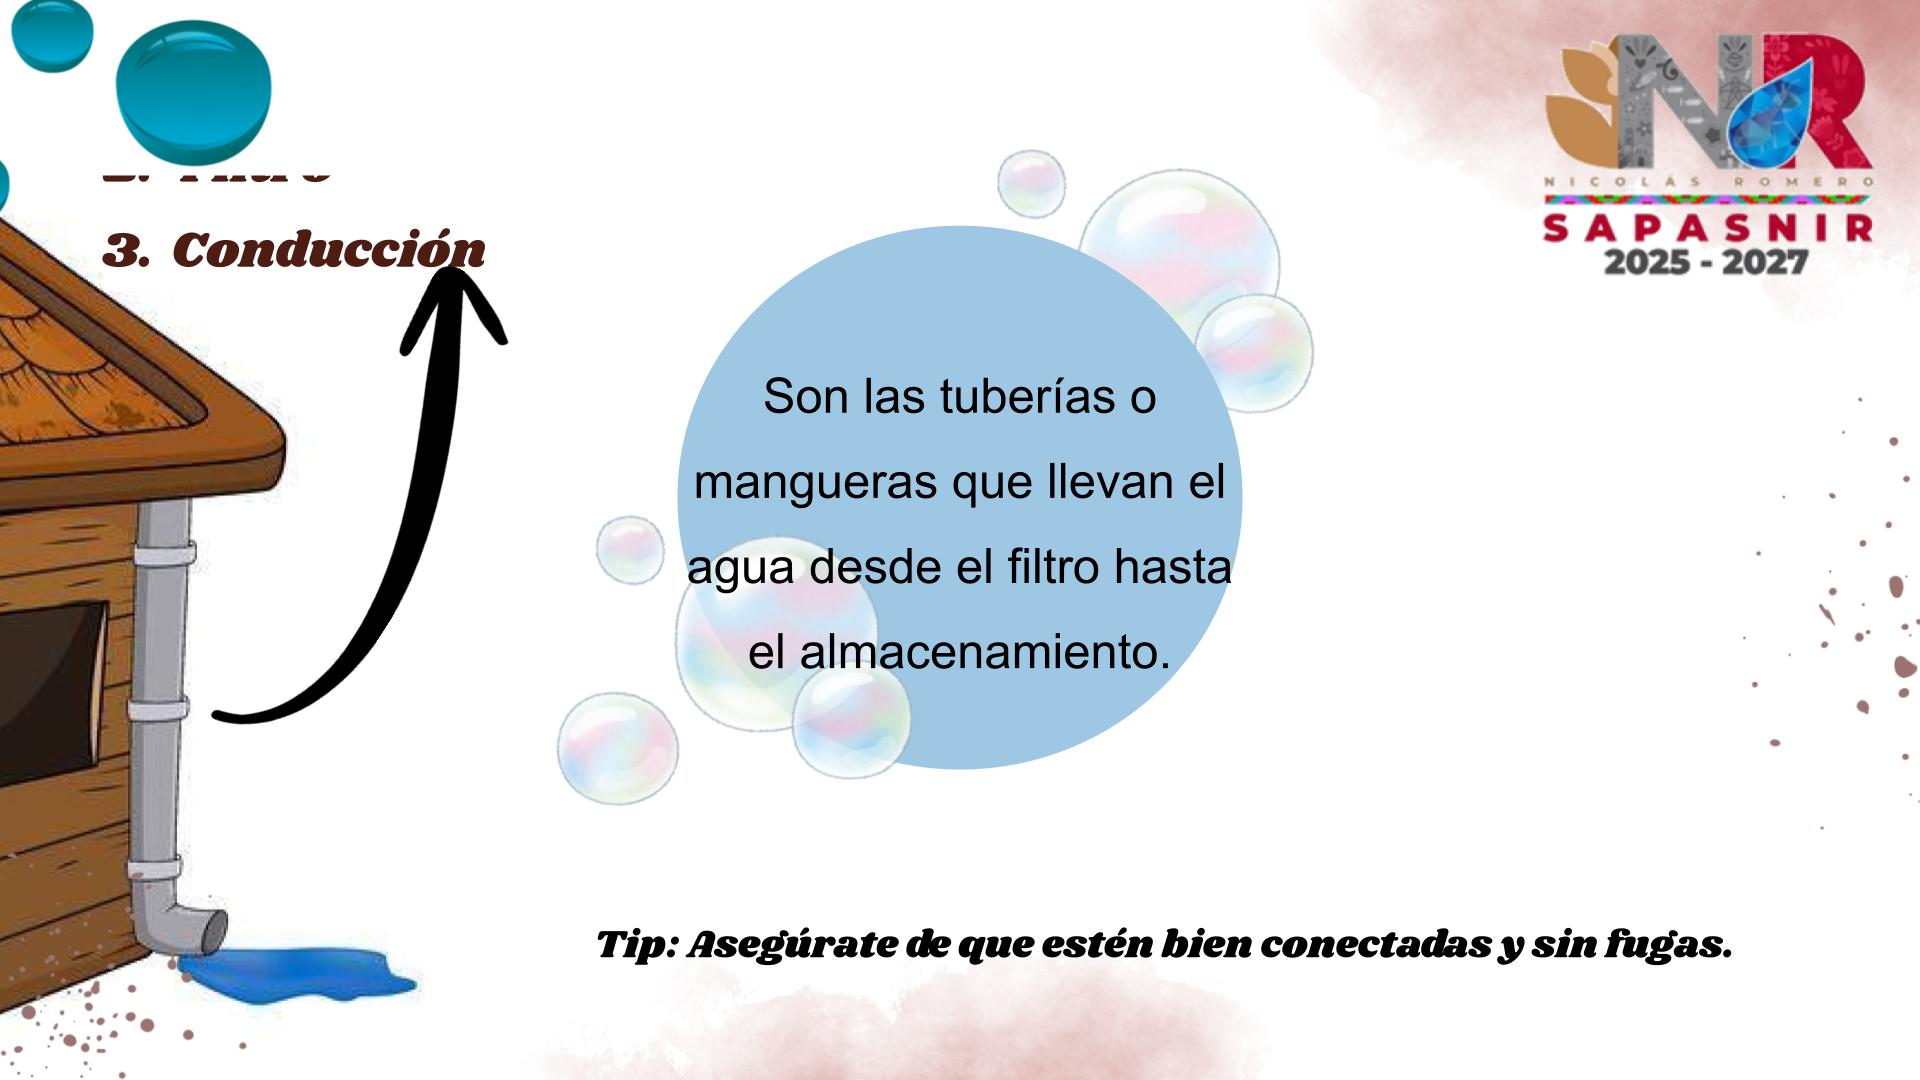 3. Conducción
Son las tuberías o
mangueras que llevan el
agua desde el filtro hasta
el almacenamiento.
Tip: Asegúrate de que estén bien conectadas y sin fugas.
NR
NICOLÁS ROMERO
SAPASNIR
2025 - 2027